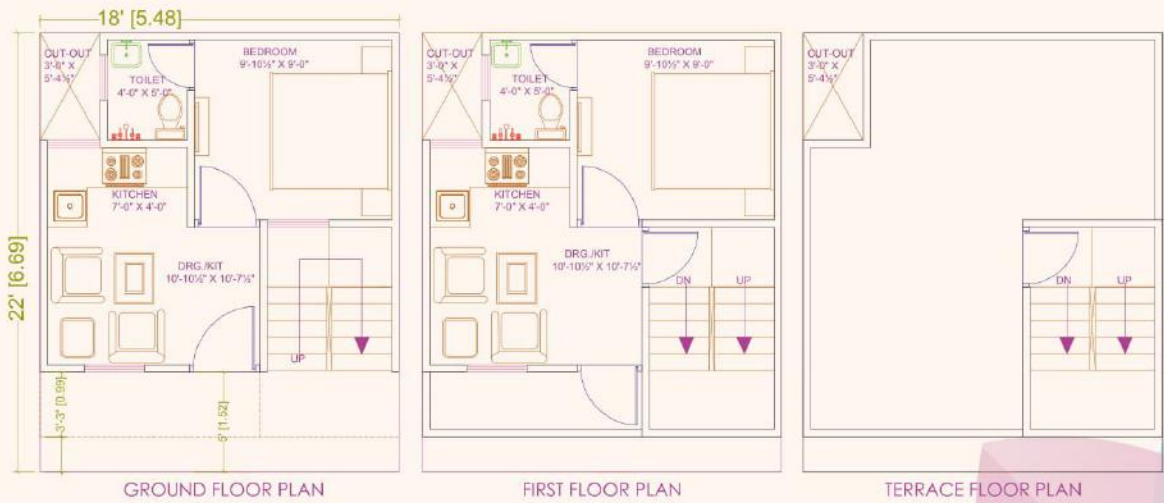 18' [5.48]
22' [6.69]
CUT-OUT
3'-0" X
5'-4½"
TOILET
4'-0" X 5'-0"
BEDROOM
9'-10½" X 9'-0"
KITCHEN
7'-0" X 4'-0"
DRG./KIT
10'-10½" X 10'-7½"
UP
3'-3" [0.99]
5' [1.52]
GROUND FLOOR PLAN
CUT-OUT
3'-0" X
5'-4½"
TOILET
4'-0" X 5'-0"
BEDROOM
9'-10½" X 9'-0"
KITCHEN
7'-0" X 4'-0"
DRG./KIT
10'-10½" X 10'-7½"
DN
UP
FIRST FLOOR PLAN
CUT-OUT
3'-0" X
5'-4½"
DN
UP
TERRACE FLOOR PLAN